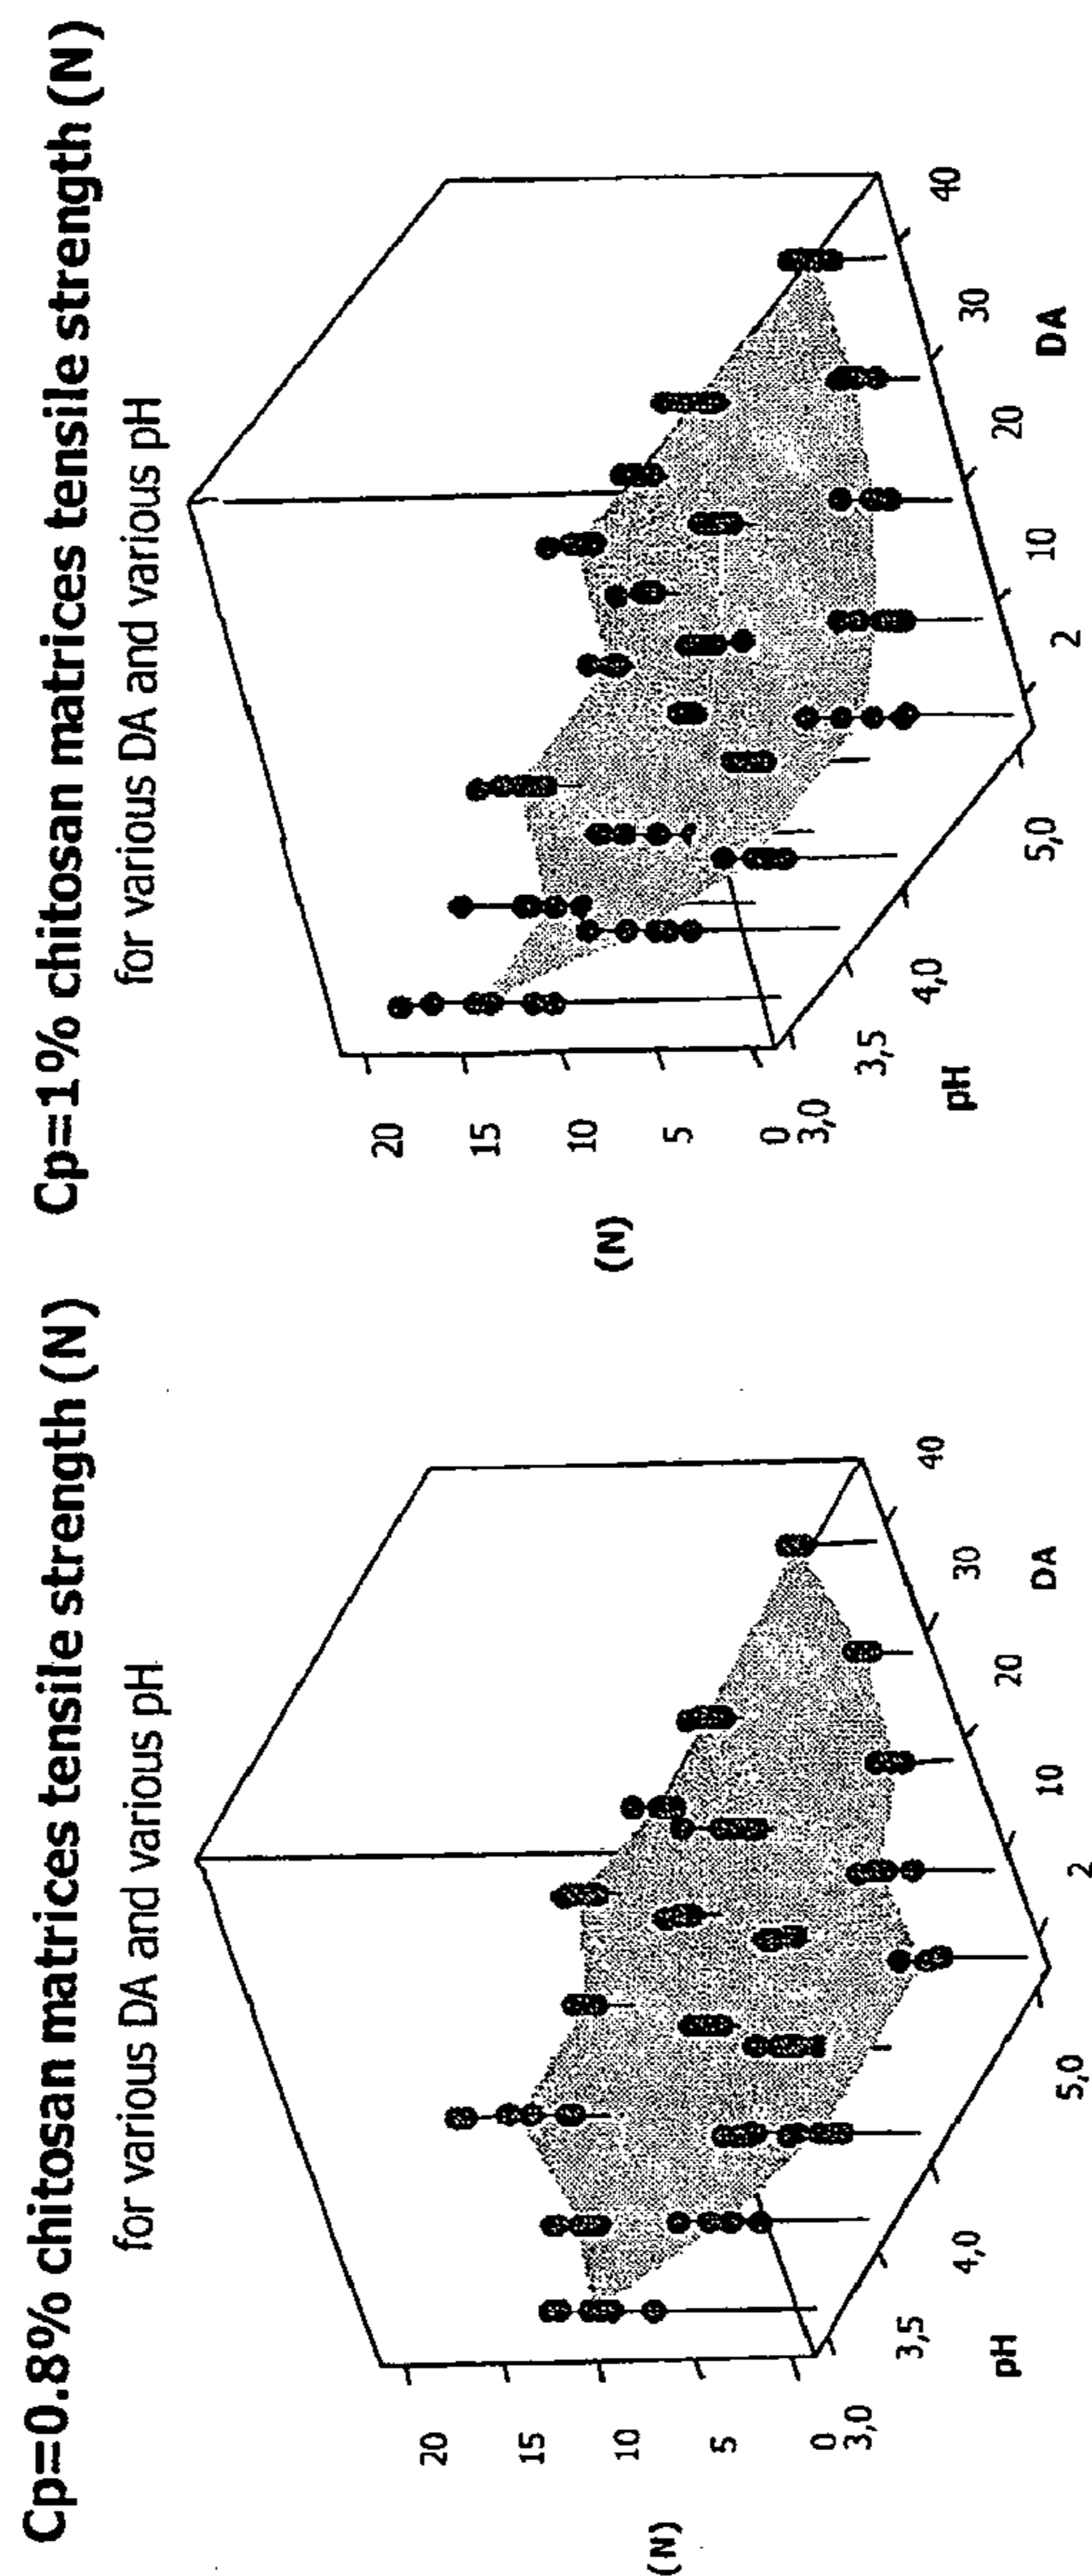 Cp=0.8% chitosan matrices tensile strength (N)
for various DA and various pH
20
15
10
5
0
(N)
3,0
3,5
4,0
5,0
pH
2
10
20
30
40
DA
Cp=1% chitosan matrices tensile strength (N)
for various DA and various pH
20
15
10
5
0
(N)
3,0
3,5
4,0
5,0
pH
2
10
20
30
40
DA